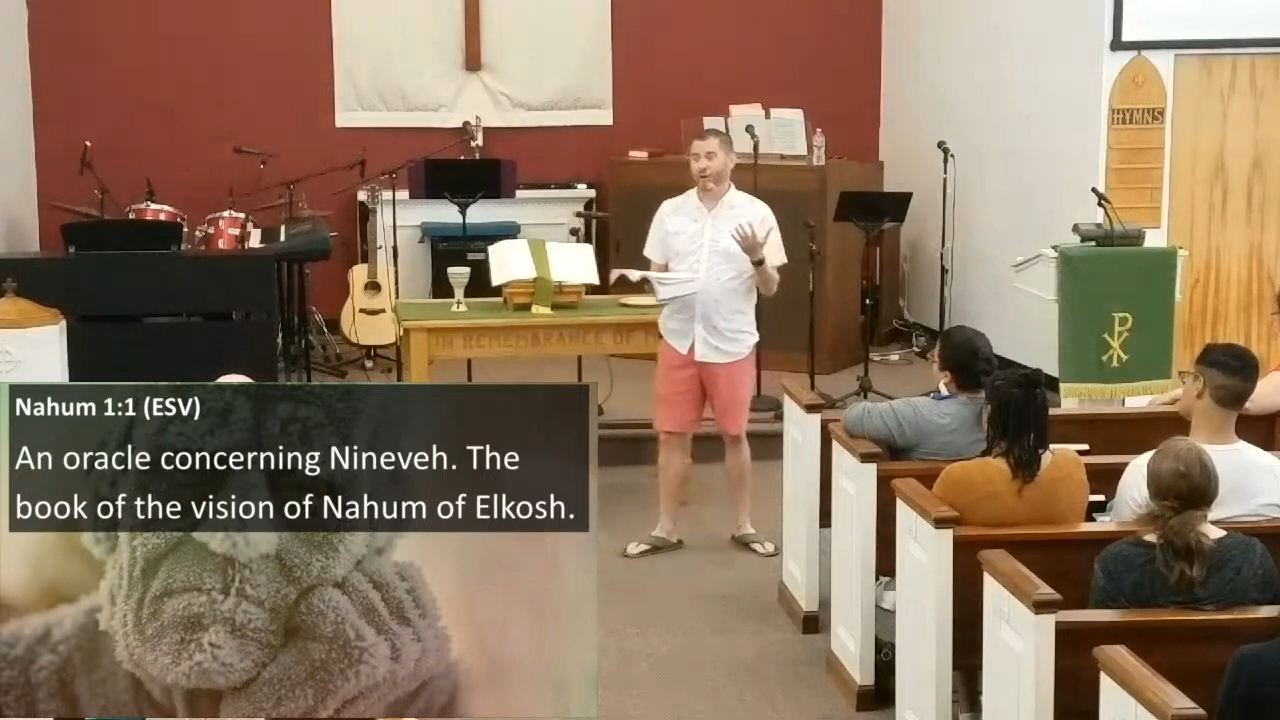 HYMNS
IN REMEMBRANCE OF
Nahum 1:1 (ESV)
An oracle concerning Nineveh. The
book of the vision of Nahum of Elkosh.